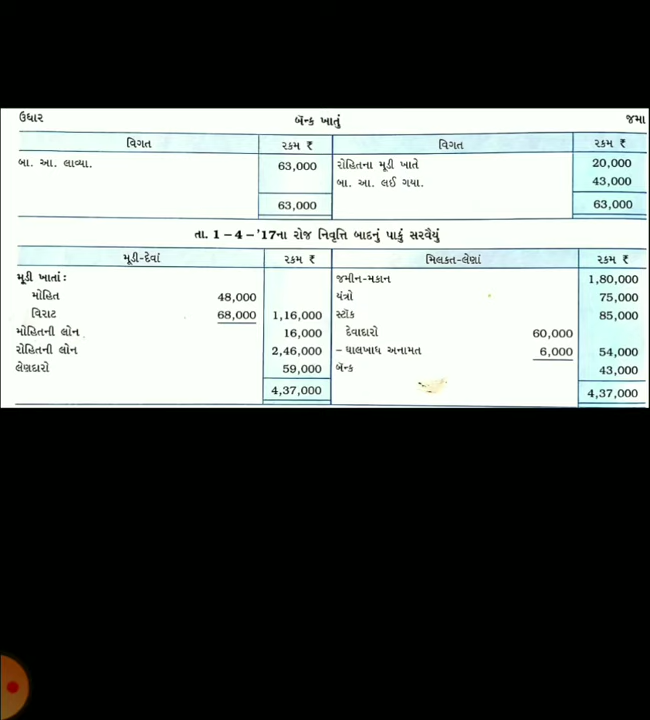 ઉધાર બૅન્ક ખાતું જમા
વિગત રકમ ₹ વિગત રકમ ₹
બા. આ. લાવ્યા. 63,000 રોહિતના મૂડી ખાતે 20,000
બા. આ. લઈ ગયા. 43,000
63,000 63,000
તા. 1 – 4 – '17ના રોજ નિવૃત્તિ બાદનું પાકું સરવૈયું
મૂડી-દેવાં રકમ ₹ મિલકત-લેણાં રકમ ₹
મૂડી ખાતાં : જમીન-મકાન 1,80,000
મોહિત 48,000 યંત્રો 75,000
વિરાટ 68,000 1,16,000 સ્ટૉક 85,000
મોહિતની લોન 16,000 દેવાદારો 60,000
રોહિતની લોન 2,46,000 – ઘાલખાધ અનામત 6,000 54,000
લેણદારો 59,000 બૅન્ક 43,000
4,37,000 4,37,000